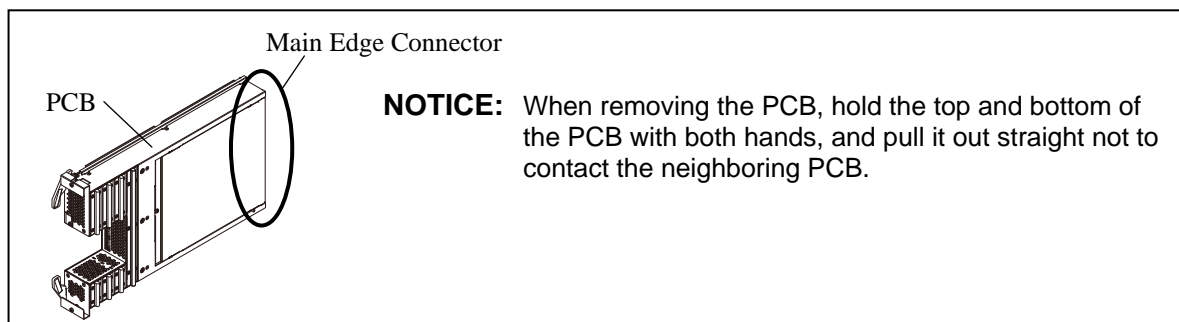 Main Edge Connector
PCB
NOTICE: When removing the PCB, hold the top and bottom of
the PCB with both hands, and pull it out straight not to
contact the neighboring PCB.